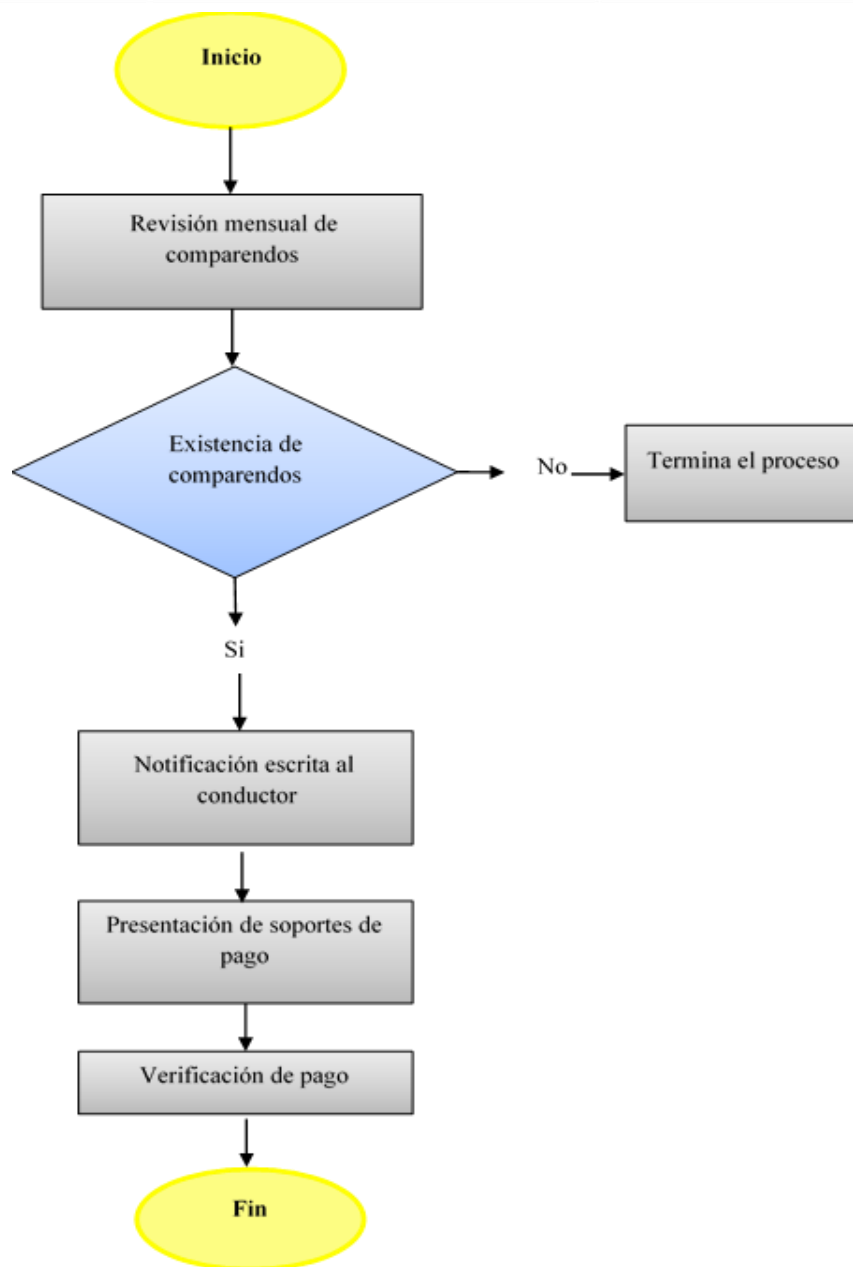 Inicio
Revisión mensual de
comparendos
Existencia de
comparendos
No
Termina el proceso
Si
Notificación escrita al
conductor
Presentación de soportes de
pago
Verificación de pago
Fin